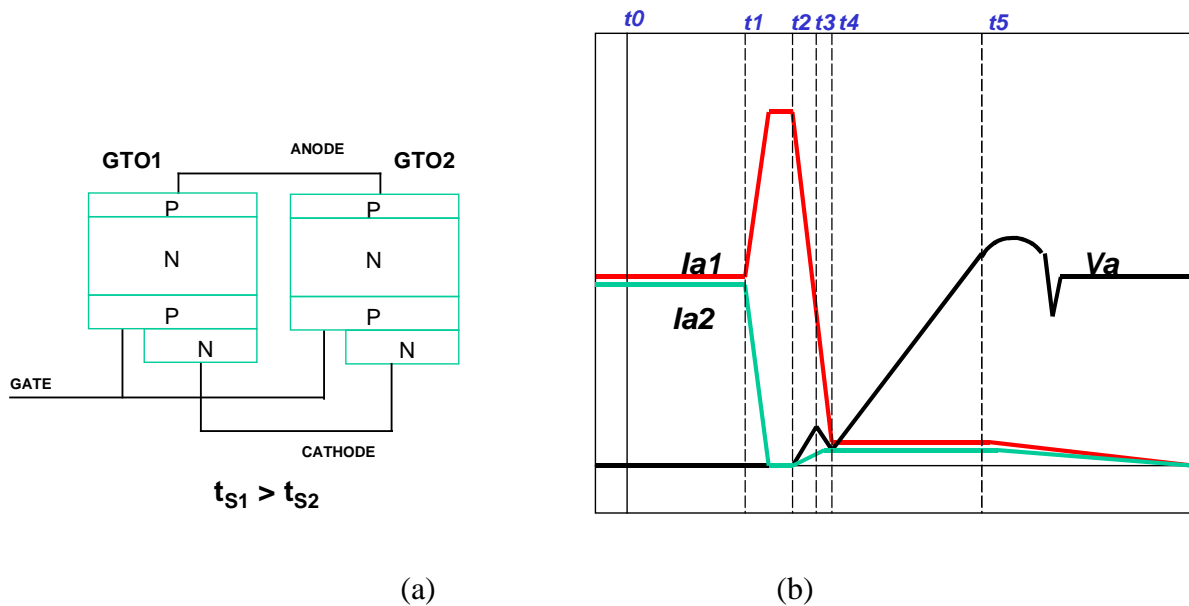 ANODE
GTO1
GTO2
P
P
N
N
P
P
N
N
GATE
CATHODE
tS1 > tS2
(a)
t0
t1
t2
t3
t4
t5
Ia1
Va
Ia2
(b)